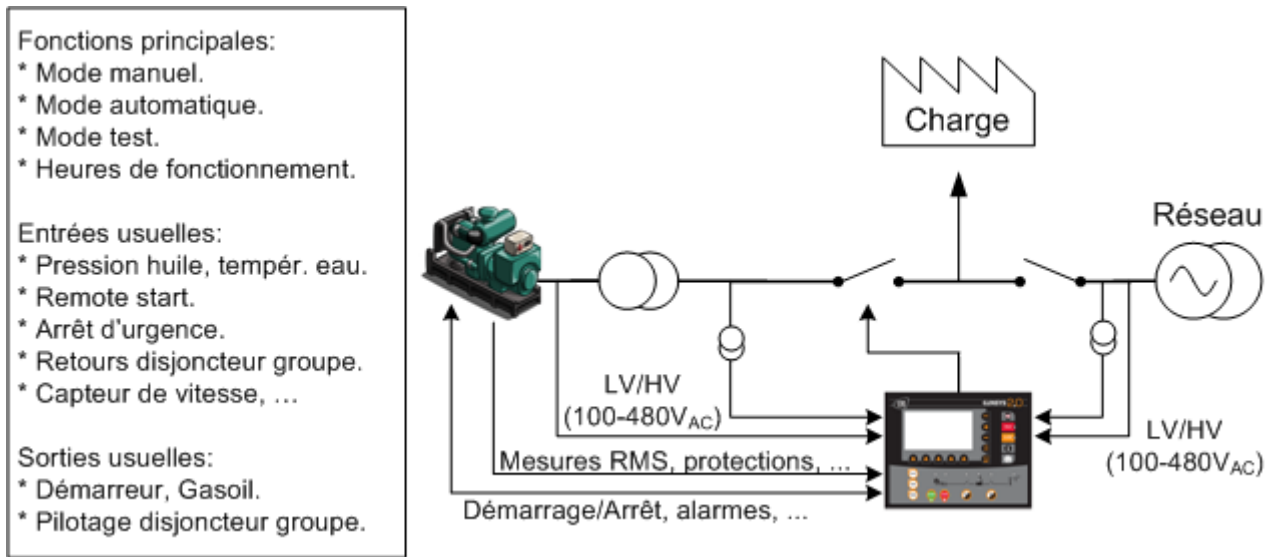 Fonctions principales:
* Mode manuel.
* Mode automatique.
* Mode test.
* Heures de fonctionnement.
Entrées usuelles:
* Pression huile, tempér. eau.
* Remote start.
* Arrêt d'urgence.
* Retours disjoncteur groupe.
* Capteur de vitesse, ...
Sorties usuelles:
* Démarreur, Gasoil.
* Pilotage disjoncteur groupe.
Charge
Réseau
LV/HV
(100-480VAC)
LV/HV
(100-480VAC)
Mesures RMS, protections, ...
Démarrage/Arrêt, alarmes, ...